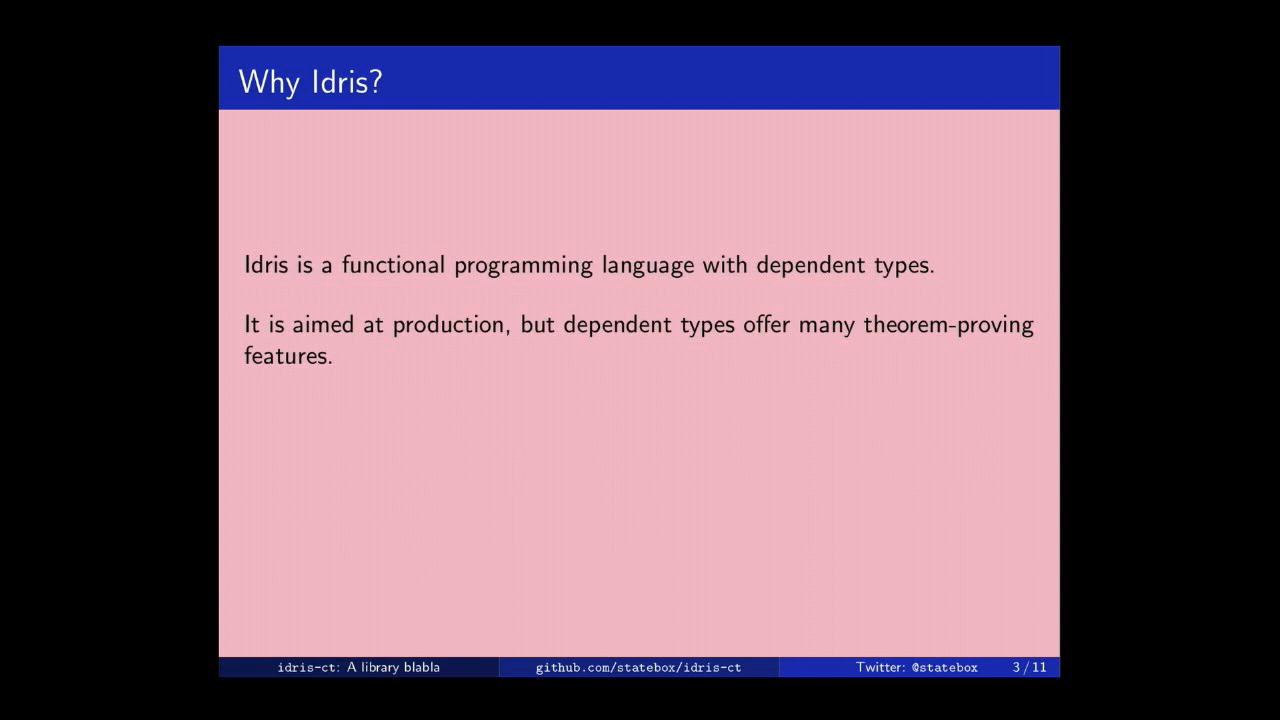 Why Idris?
Idris is a functional programming language with dependent types.
It is aimed at production, but dependent types offer many theorem-proving
features.
idris-ct: A library blabla
github.com/statebox/idris-ct
Twitter: @statebox
3 / 11